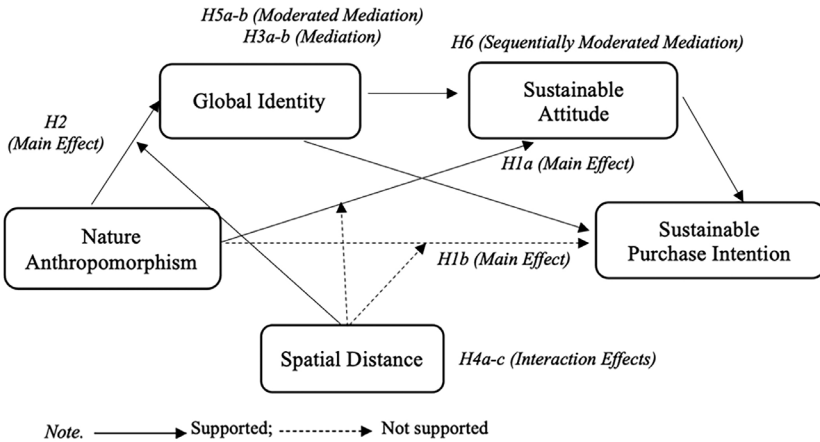 H5a-b (Moderated Mediation)
H3a-b (Mediation)
H6 (Sequentially Moderated Mediation)
Global Identity
Sustainable
Attitude
H2
(Main Effect)
H1a (Main Effect)
Nature
Anthropomorphism
Sustainable
Purchase Intention
H1b (Main Effect)
Spatial Distance
H4a-c (Interaction Effects)
Note. Supported; Not supported